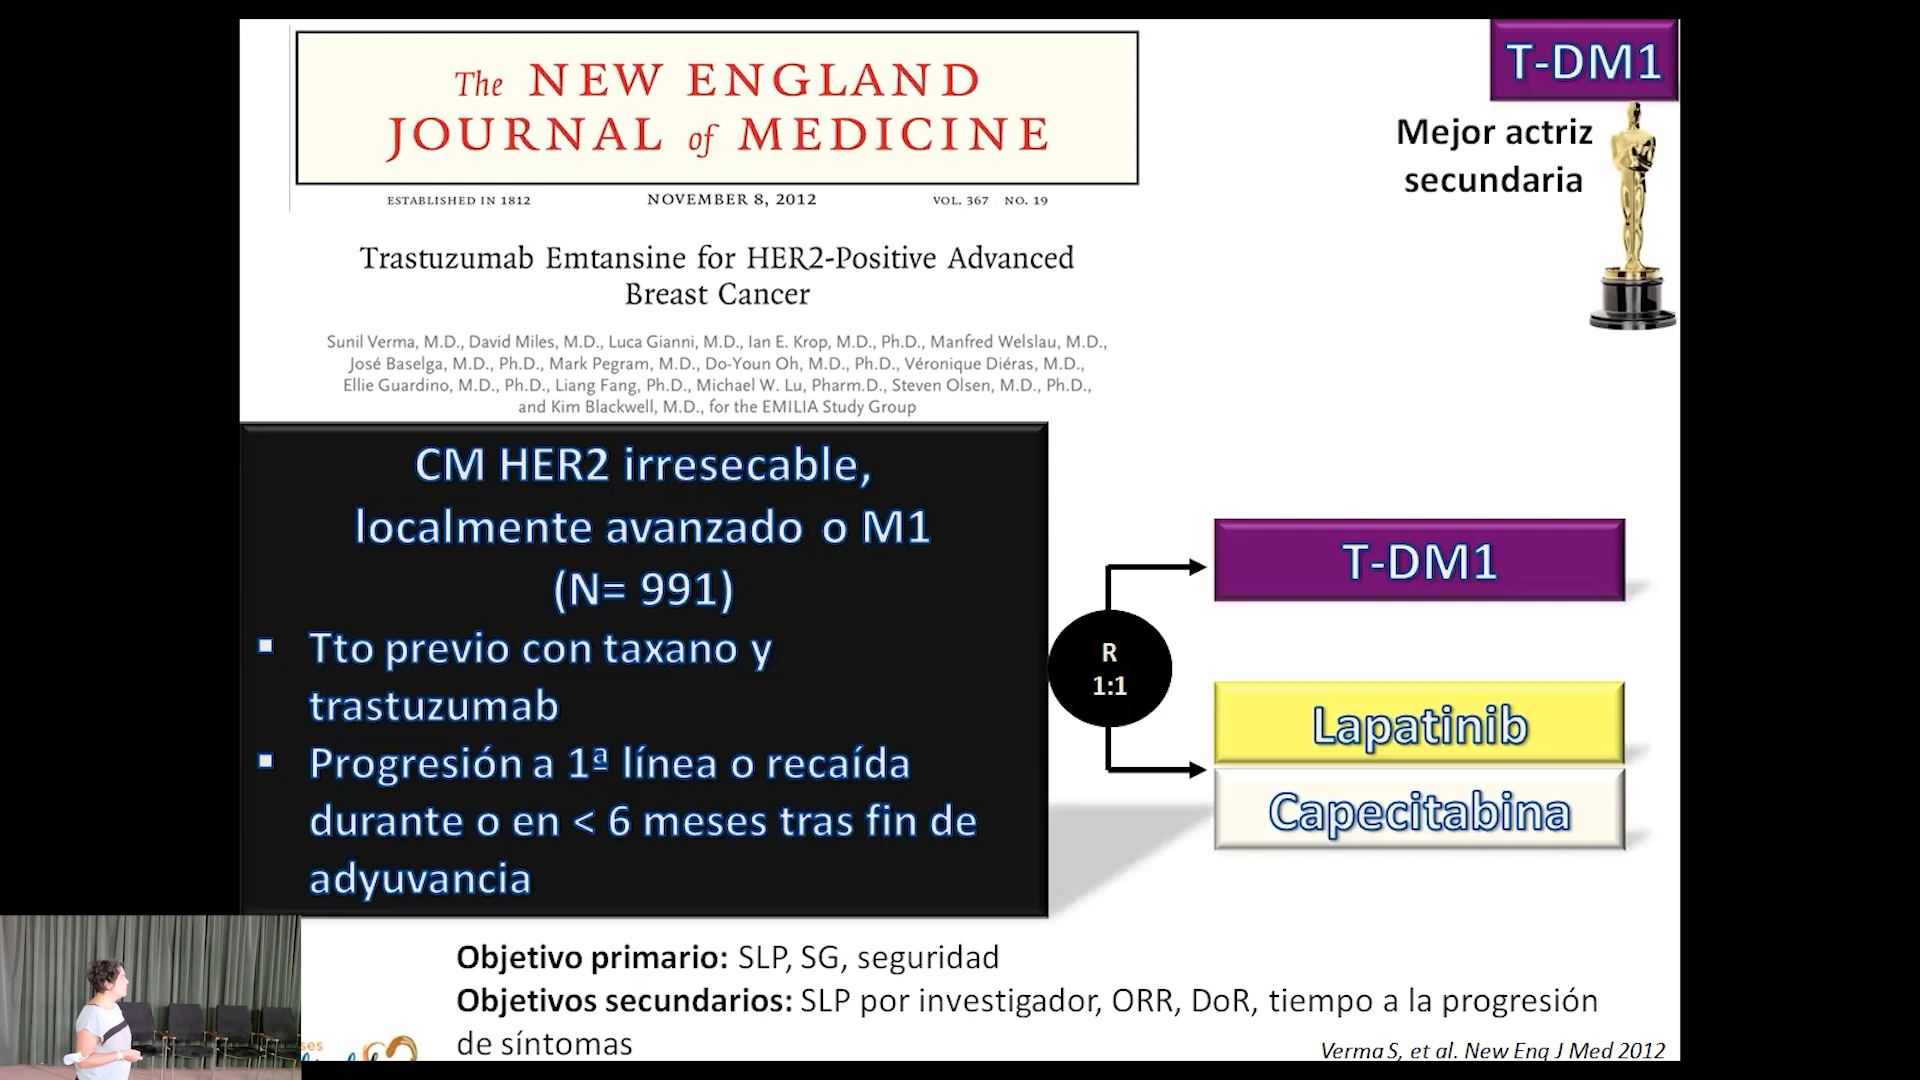 The NEW ENGLAND
JOURNAL of MEDICINE
ESTABLISHED IN 1812
NOVEMBER 8, 2012
VOL. 367 NO. 19
T-DM1
Mejor actriz
secundaria
Trastuzumab Emtansine for HER2-Positive Advanced
Breast Cancer
Sunil Verma, M.D., David Miles, M.D., Luca Gianni, M.D., Ian E. Krop, M.D., Ph.D., Manfred Welslau, M.D.,
José Baselga, M.D., Ph.D., Mark Pegram, M.D., Do-Youn Oh, M.D., Ph.D., Véronique Diéras, M.D.,
Ellie Guardino, M.D., Ph.D., Liang Fang, Ph.D., Michael W. Lu, Pharm.D., Steven Olsen, M.D., Ph.D.,
and Kim Blackwell, M.D., for the EMILIA Study Group
CM HER2 irresecable,
localmente avanzado o M1
(N= 991)
▪ Tto previo con taxano y
trastuzumab
▪ Progresión a 1ª línea o recaída
durante o en < 6 meses tras fin de
adyuvancia
R
1:1
T-DM1
Lapatinib
Capecitabina
Objetivo primario: SLP, SG, seguridad
Objetivos secundarios: SLP por investigador, ORR, DoR, tiempo a la progresión
de síntomas
Verma S, et al. New Eng J Med 2012